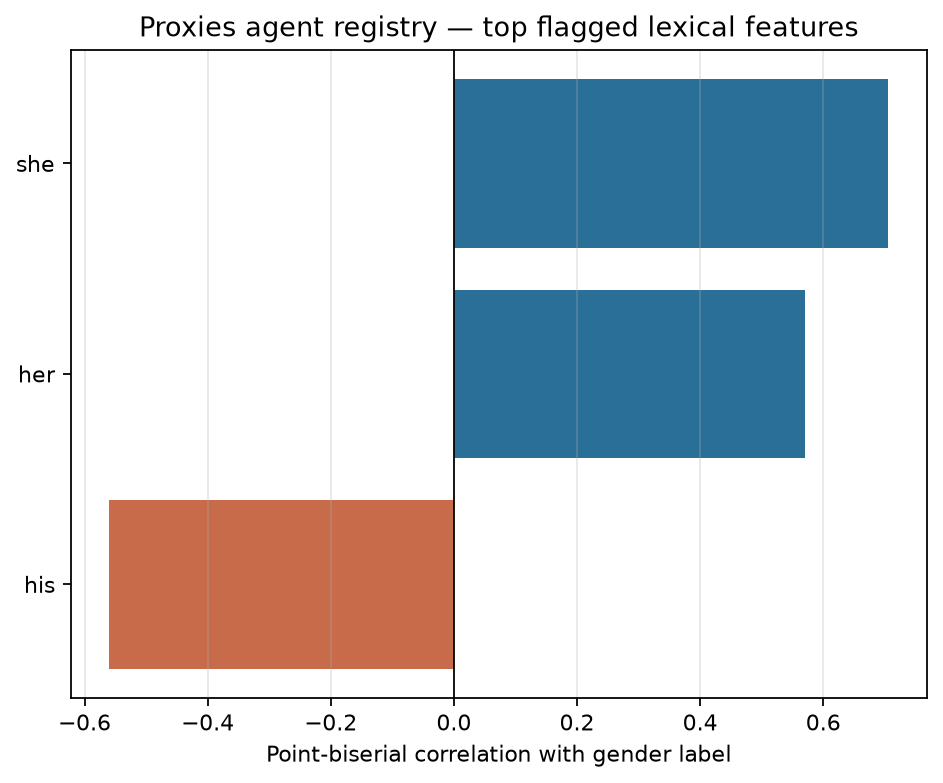 Proxies agent registry — top flagged lexical features
she
her
his
−0.6 −0.4 −0.2 0.0 0.2 0.4 0.6
Point-biserial correlation with gender label